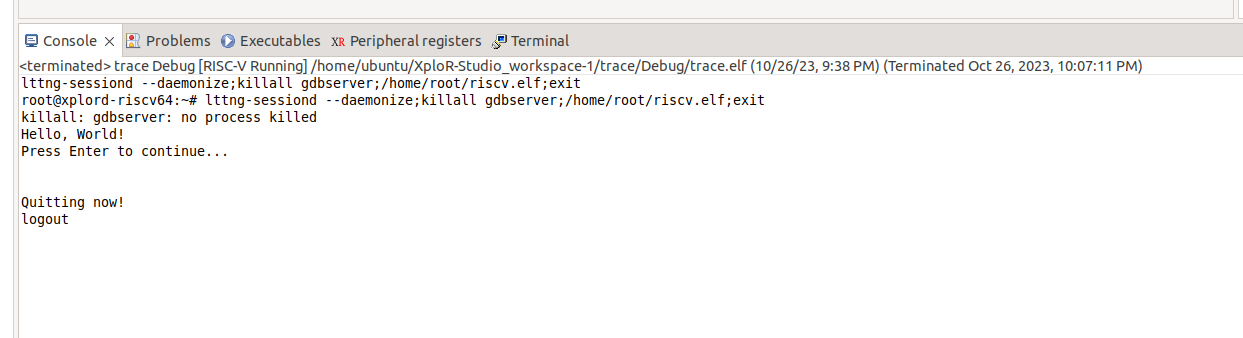 Console Problems Executables XR Peripheral registers Terminal
<terminated> trace Debug [RISC-V Running] /home/ubuntu/XploR-Studio_workspace-1/trace/Debug/trace.elf (10/26/23, 9:38 PM) (Terminated Oct 26, 2023, 10:07:11 PM)
lttng-sessiond --daemonize;killall gdbserver;/home/root/riscv.elf;exit
root@xplord-riscv64:~# lttng-sessiond --daemonize;killall gdbserver;/home/root/riscv.elf;exit
killall: gdbserver: no process killed
Hello, World!
Press Enter to continue...
Quitting now!
logout